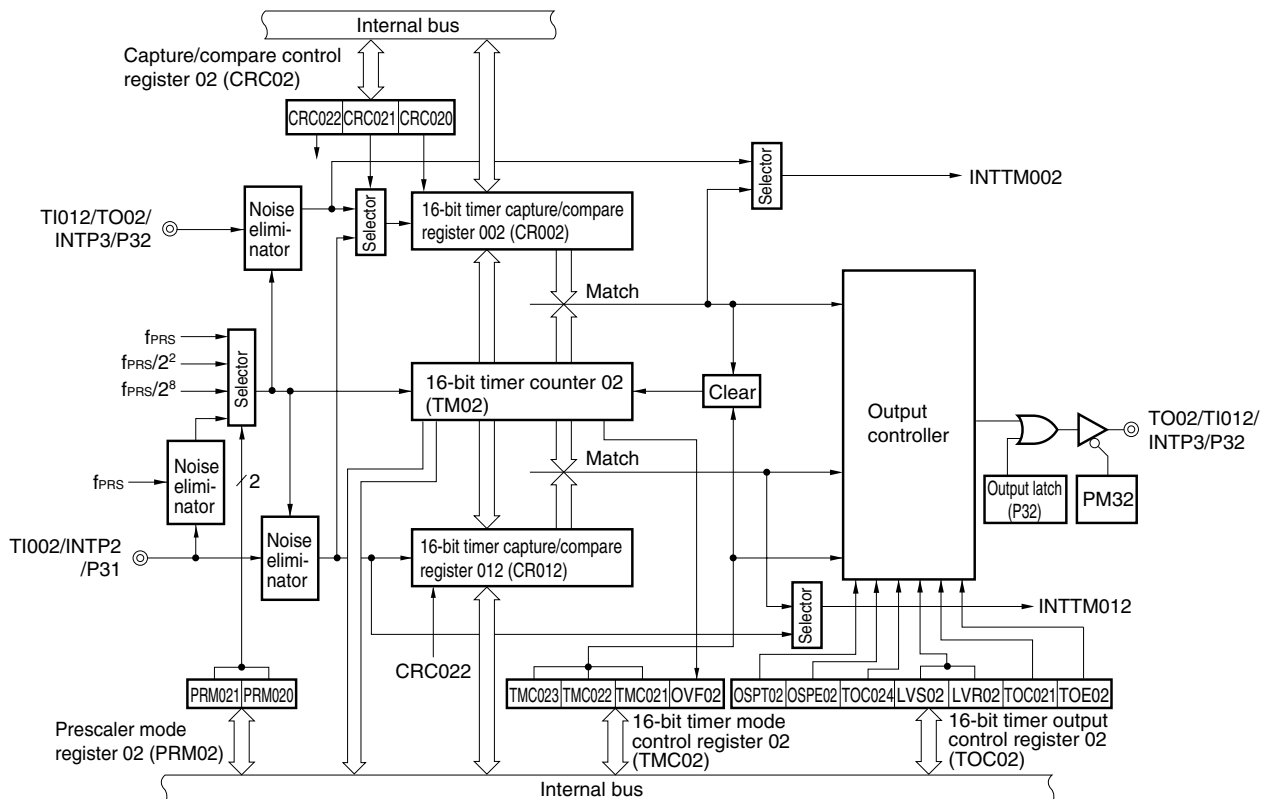 Internal bus
Capture/compare control
register 02 (CRC02)
CRC022 CRC021 CRC020
Selector
INTTM002
TI012/TO02/
INTP3/P32
Noise
elimi-
nator
Selector
16-bit timer capture/compare
register 002 (CR002)
Match
fPRS
fPRS/2²
fPRS/2⁸
Selector
16-bit timer counter 02
(TM02)
Clear
Output
controller
TO02/TI012/
INTP3/P32
Output latch
(P32)
PM32
fPRS
Noise
elimi-
nator
2
Match
TI002/INTP2
/P31
Noise
elimi-
nator
16-bit timer capture/compare
register 012 (CR012)
Selector
INTTM012
CRC022
PRM021 PRM020
TMC023 TMC022 TMC021 OVF02
OSPT02 OSPE02 TOC024 LVS02 LVR02 TOC021 TOE02
Prescaler mode
register 02 (PRM02)
16-bit timer mode
control register 02
(TMC02)
16-bit timer output
control register 02
(TOC02)
Internal bus